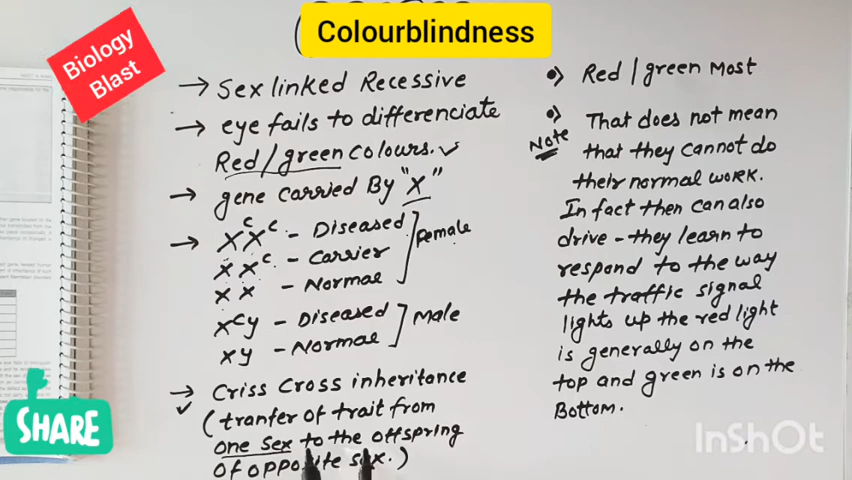 Colourblindness
Biology
Blast
→ Sex linked Recessive
→ eye fails to differenciate
Red/green colours. ✓
→ gene carried By "X"
→ XᶜXᶜ - Diseased
X Xᶜ - Carrier
X X - Normal
Female
Xᶜy - Diseased
xy - Normal
Male
→ Criss Cross inheritance
✓ (tranfer of trait from
one sex to the offspring
of opposite sex.)
•) Red/green Most
•) That does not mean
Note
that they cannot do
their normal work.
In fact then can also
drive - they learn to
respond to the way
the traffic signal
lights up the red light
is generally on the
top and green is on the
Bottom.
SHARE
InShOt